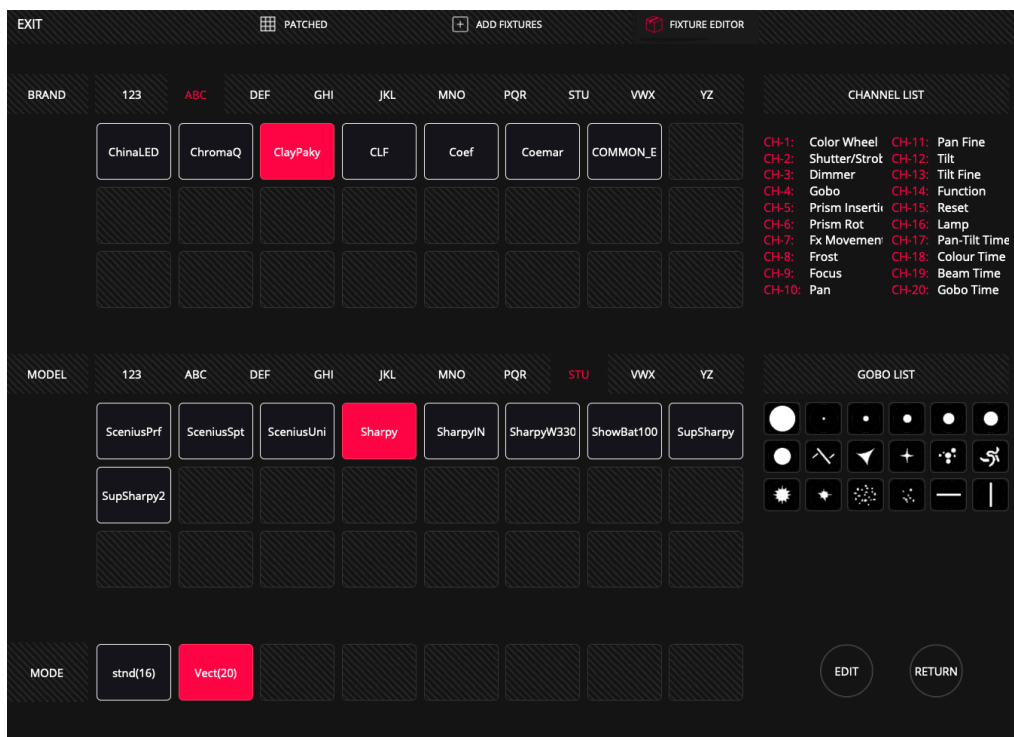 EXIT PATCHED ADD FIXTURES FIXTURE EDITOR
BRAND 123 ABC DEF GHI JKL MNO PQR STU VWX YZ
ChinaLED ChromaQ ClayPaky CLF Coef Coemar COMMON_E
CHANNEL LIST
CH-1: Color Wheel CH-11: Pan Fine
CH-2: Shutter/Strob CH-12: Tilt
CH-3: Dimmer CH-13: Tilt Fine
CH-4: Gobo CH-14: Function
CH-5: Prism Inserti CH-15: Reset
CH-6: Prism Rot CH-16: Lamp
CH-7: Fx Movement CH-17: Pan-Tilt Time
CH-8: Frost CH-18: Colour Time
CH-9: Focus CH-19: Beam Time
CH-10: Pan CH-20: Gobo Time
MODEL 123 ABC DEF GHI JKL MNO PQR STU VWX YZ
SceniusPrf SceniusSpt SceniusUni Sharpy SharpyIN SharpyW330 ShowBat100 SupSharpy
SupSharpy2
GOBO LIST
MODE stnd(16) Vect(20)
EDIT RETURN